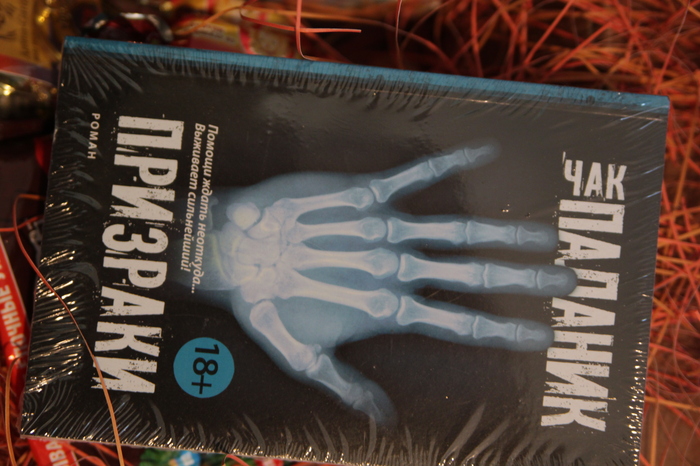 ЧАК
ПАЛАНИК
Помощи ждать неоткуда...
Выживает сильнейший!
18+
ПРИЗРАКИ
РОМАН